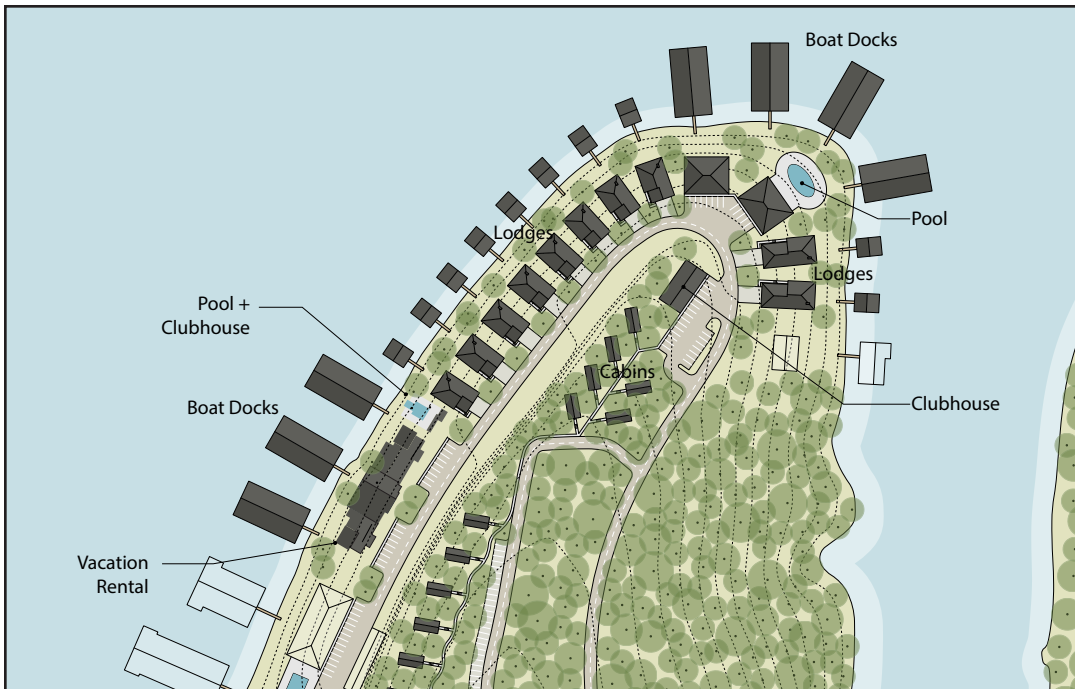 Boat Docks
Pool
Lodges
Lodges
Pool +
Clubhouse
Cabins
Boat Docks
Clubhouse
Vacation
Rental